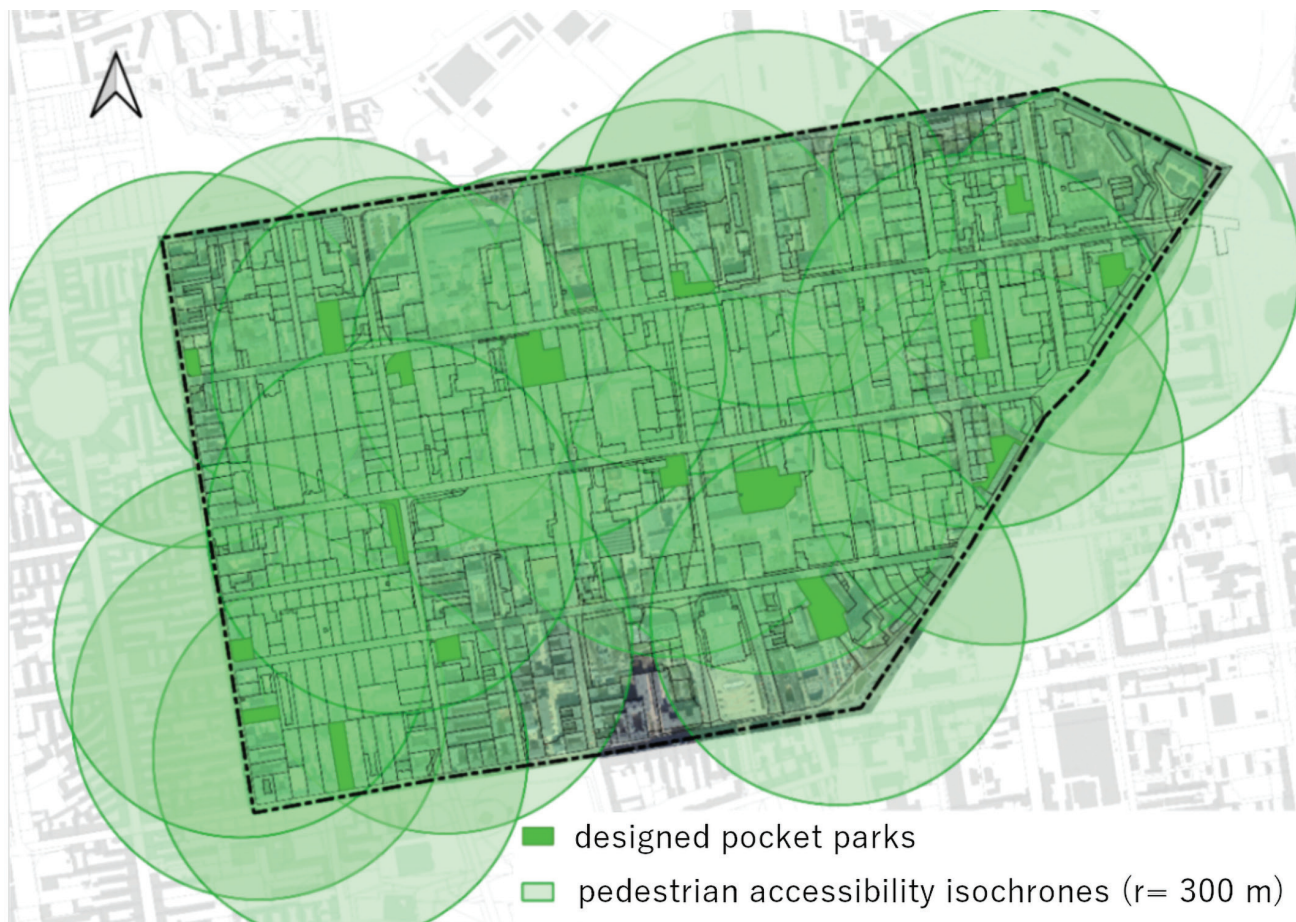 designed pocket parks
pedestrian accessibility isochrones (r= 300 m)